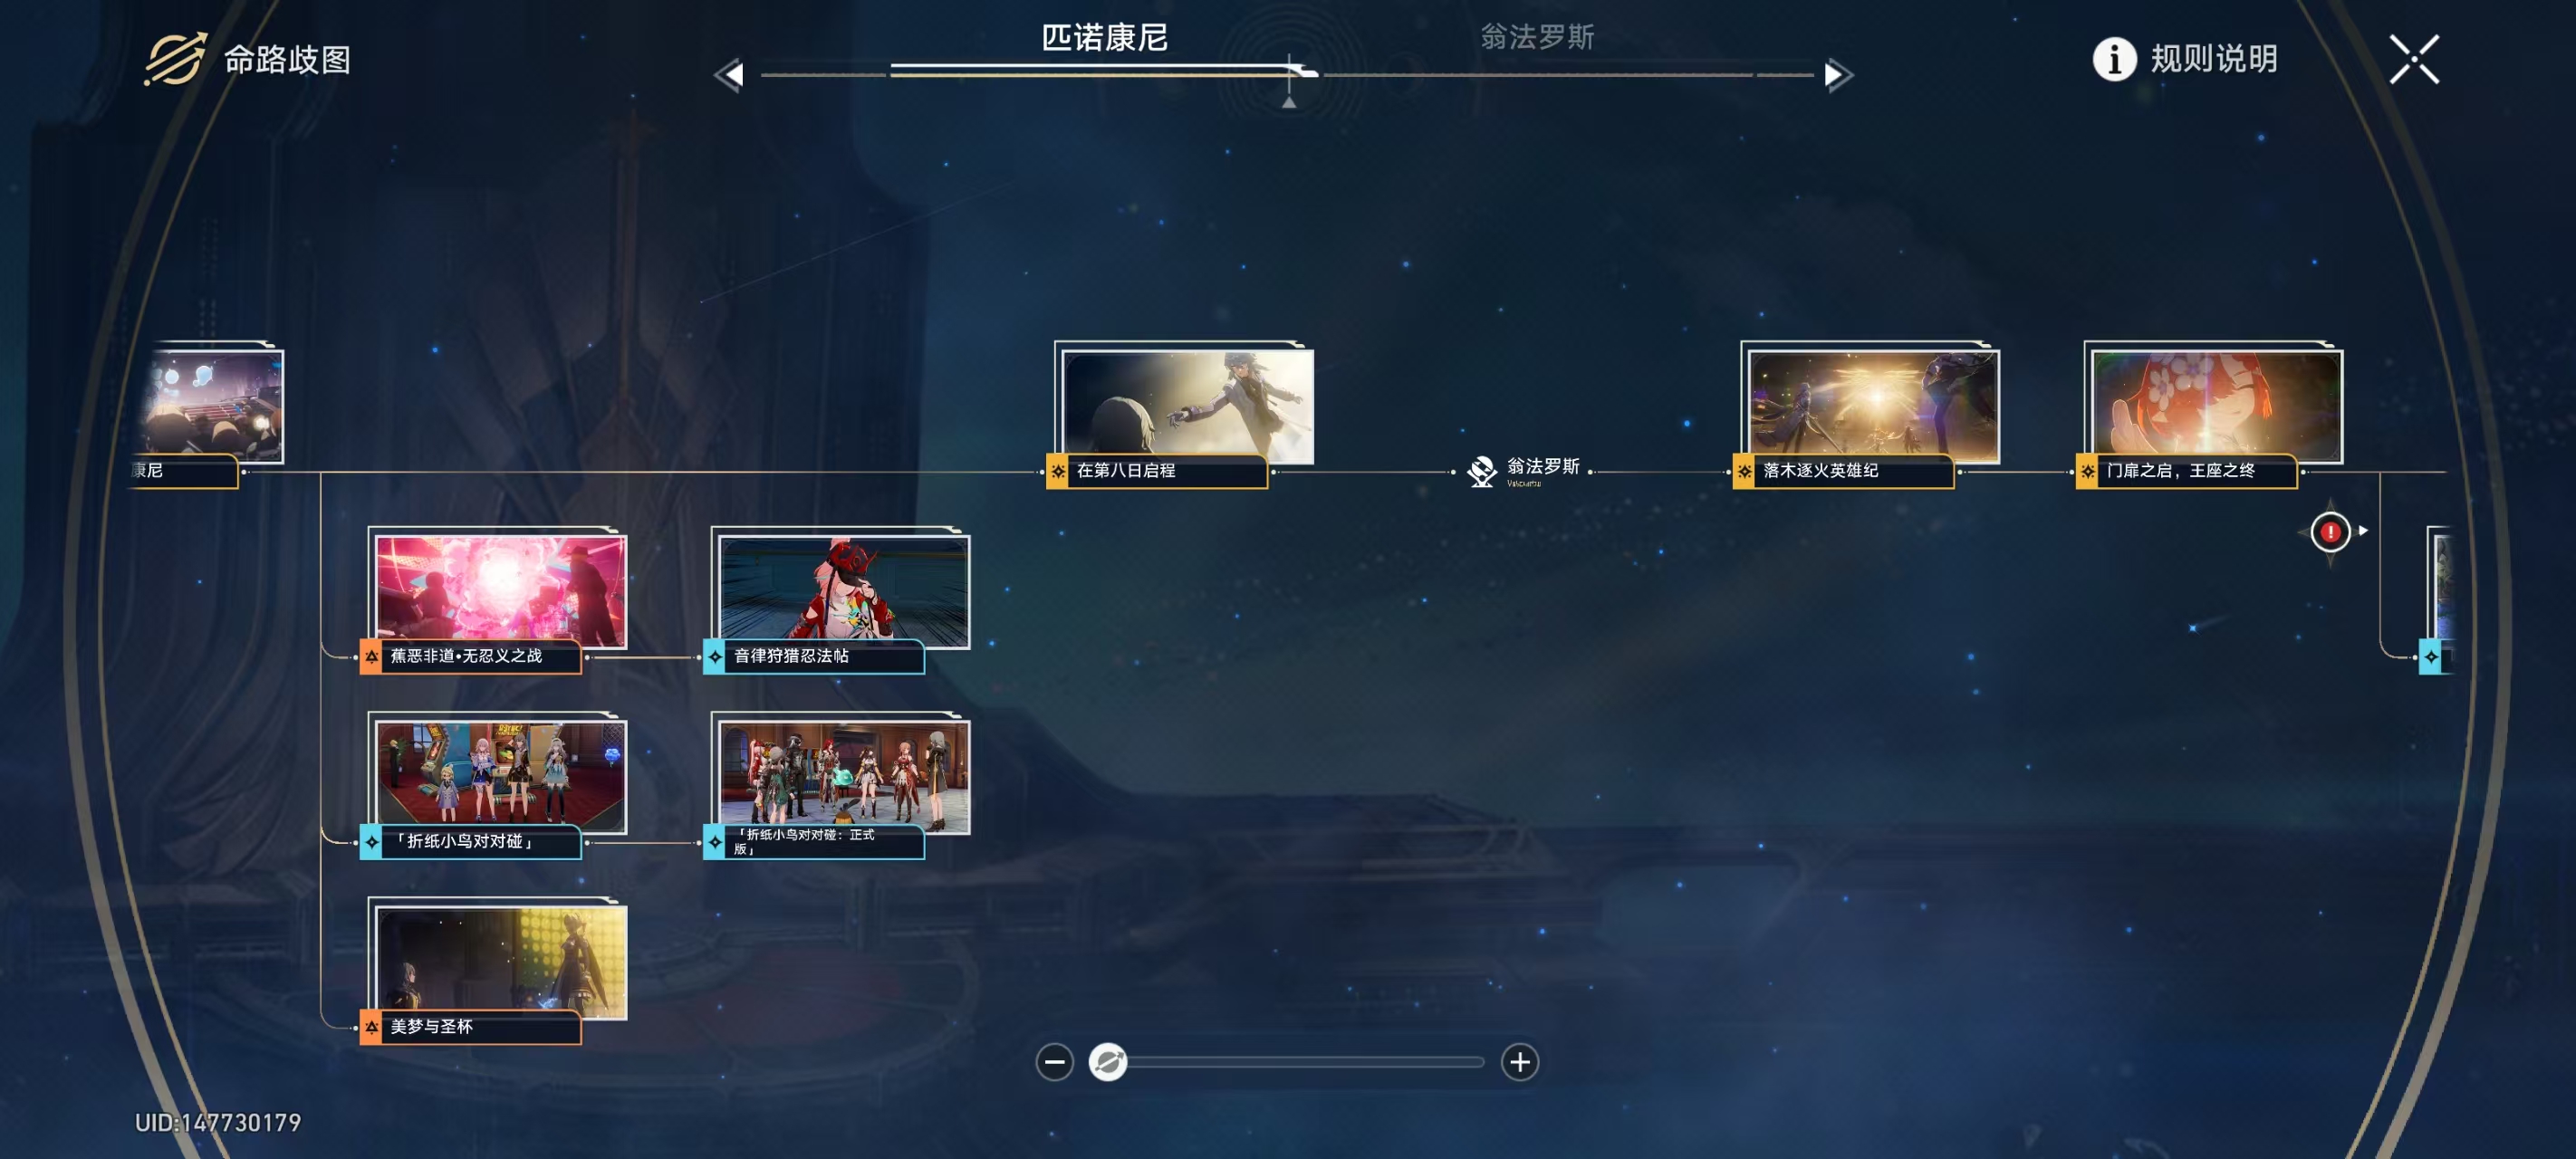 命路歧图
匹诺康尼
翁法罗斯
规则说明
康尼
在第八日启程
翁法罗斯
落木逐火英雄纪
门扉之启，王座之终
蕉恶非道•无忍义之战
音律狩猎忍法帖
「折纸小鸟对对碰」
「折纸小鸟对对碰：正式
版」
美梦与圣杯
UID:147730179